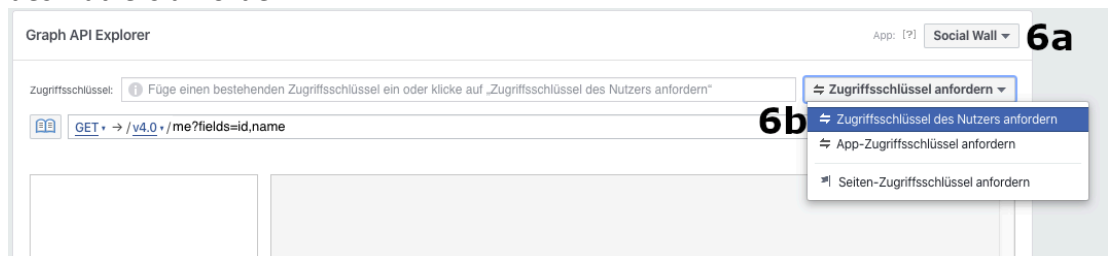 Graph API Explorer App: [?] Social Wall 6a
Zugriffsschlüssel: Füge einen bestehenden Zugriffsschlüssel ein oder klicke auf „Zugriffsschlüssel des Nutzers anfordern" Zugriffsschlüssel anfordern
GET → /v4.0/me?fields=id,name 6b Zugriffsschlüssel des Nutzers anfordern
App-Zugriffsschlüssel anfordern
Seiten-Zugriffsschlüssel anfordern